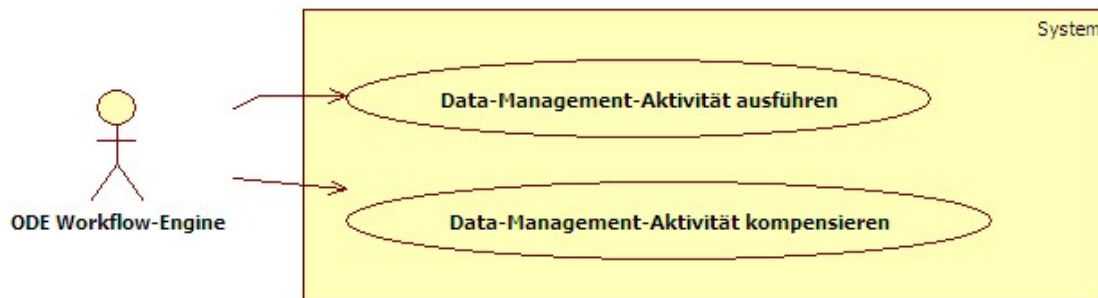 System
Data-Management-Aktivität ausführen
ODE Workflow-Engine
Data-Management-Aktivität kompensieren